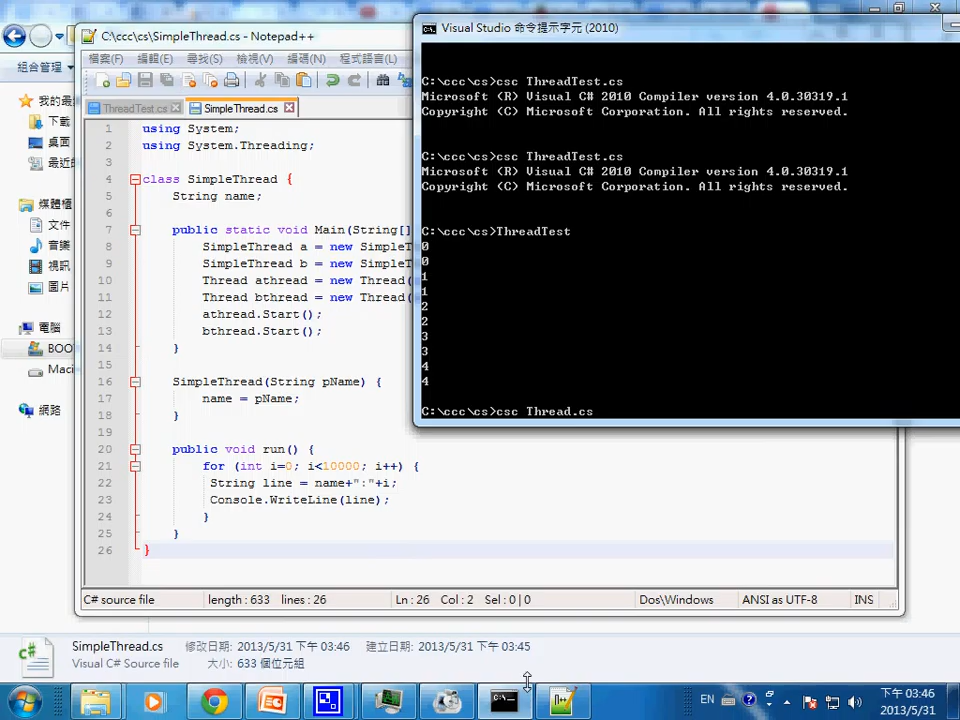 C:\ccc\cs\SimpleThread.cs - Notepad++
檔案(F) 編輯(E) 尋找(S) 檢視(V) 編碼(N) 程式語言(L)
ThreadTest.cs
SimpleThread.cs
組合管理
我的最
下載
桌面
最近
媒體櫃
文件
音樂
視訊
圖片
電腦
BOO
Maci
網路
1 using System;
2 using System.Threading;
3
4 class SimpleThread {
5 String name;
6
7 public static void Main(String[]
8 SimpleThread a = new SimpleT
9 SimpleThread b = new SimpleT
10 Thread athread = new Thread(
11 Thread bthread = new Thread(
12 athread.Start();
13 bthread.Start();
14 }
15
16 SimpleThread(String pName) {
17 name = pName;
18 }
19
20 public void run() {
21 for (int i=0; i<10000; i++) {
22 String line = name+":"+i;
23 Console.WriteLine(line);
24 }
25 }
26 }
C# source file length : 633 lines : 26 Ln : 26 Col : 2 Sel : 0 | 0 Dos\Windows ANSI as UTF-8 INS
Visual Studio 命令提示字元 (2010)
C:\ccc\cs>csc ThreadTest.cs
Microsoft (R) Visual C# 2010 Compiler version 4.0.30319.1
Copyright (C) Microsoft Corporation. All rights reserved.
C:\ccc\cs>csc ThreadTest.cs
Microsoft (R) Visual C# 2010 Compiler version 4.0.30319.1
Copyright (C) Microsoft Corporation. All rights reserved.
C:\ccc\cs>ThreadTest
0
0
1
1
2
2
3
3
4
4
C:\ccc\cs>csc Thread.cs
SimpleThread.cs 修改日期: 2013/5/31 下午 03:46 建立日期: 2013/5/31 下午 03:45
Visual C# Source file 大小: 633 個位元組
EN
下午 03:46
2013/5/31